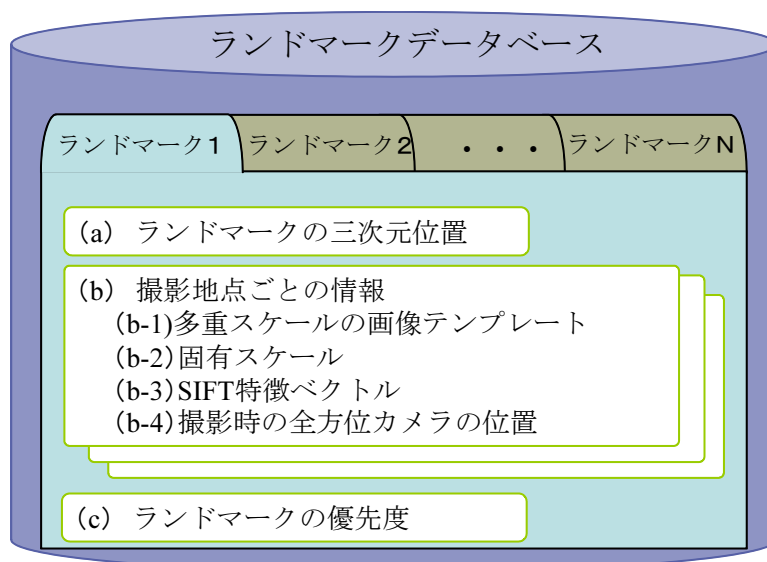 ランドマークデータベース
ランドマーク1 ランドマーク2 ・・・ ランドマークN
(a) ランドマークの三次元位置
(b) 撮影地点ごとの情報
(b-1)多重スケールの画像テンプレート
(b-2)固有スケール
(b-3)SIFT特徴ベクトル
(b-4)撮影時の全方位カメラの位置
(c) ランドマークの優先度